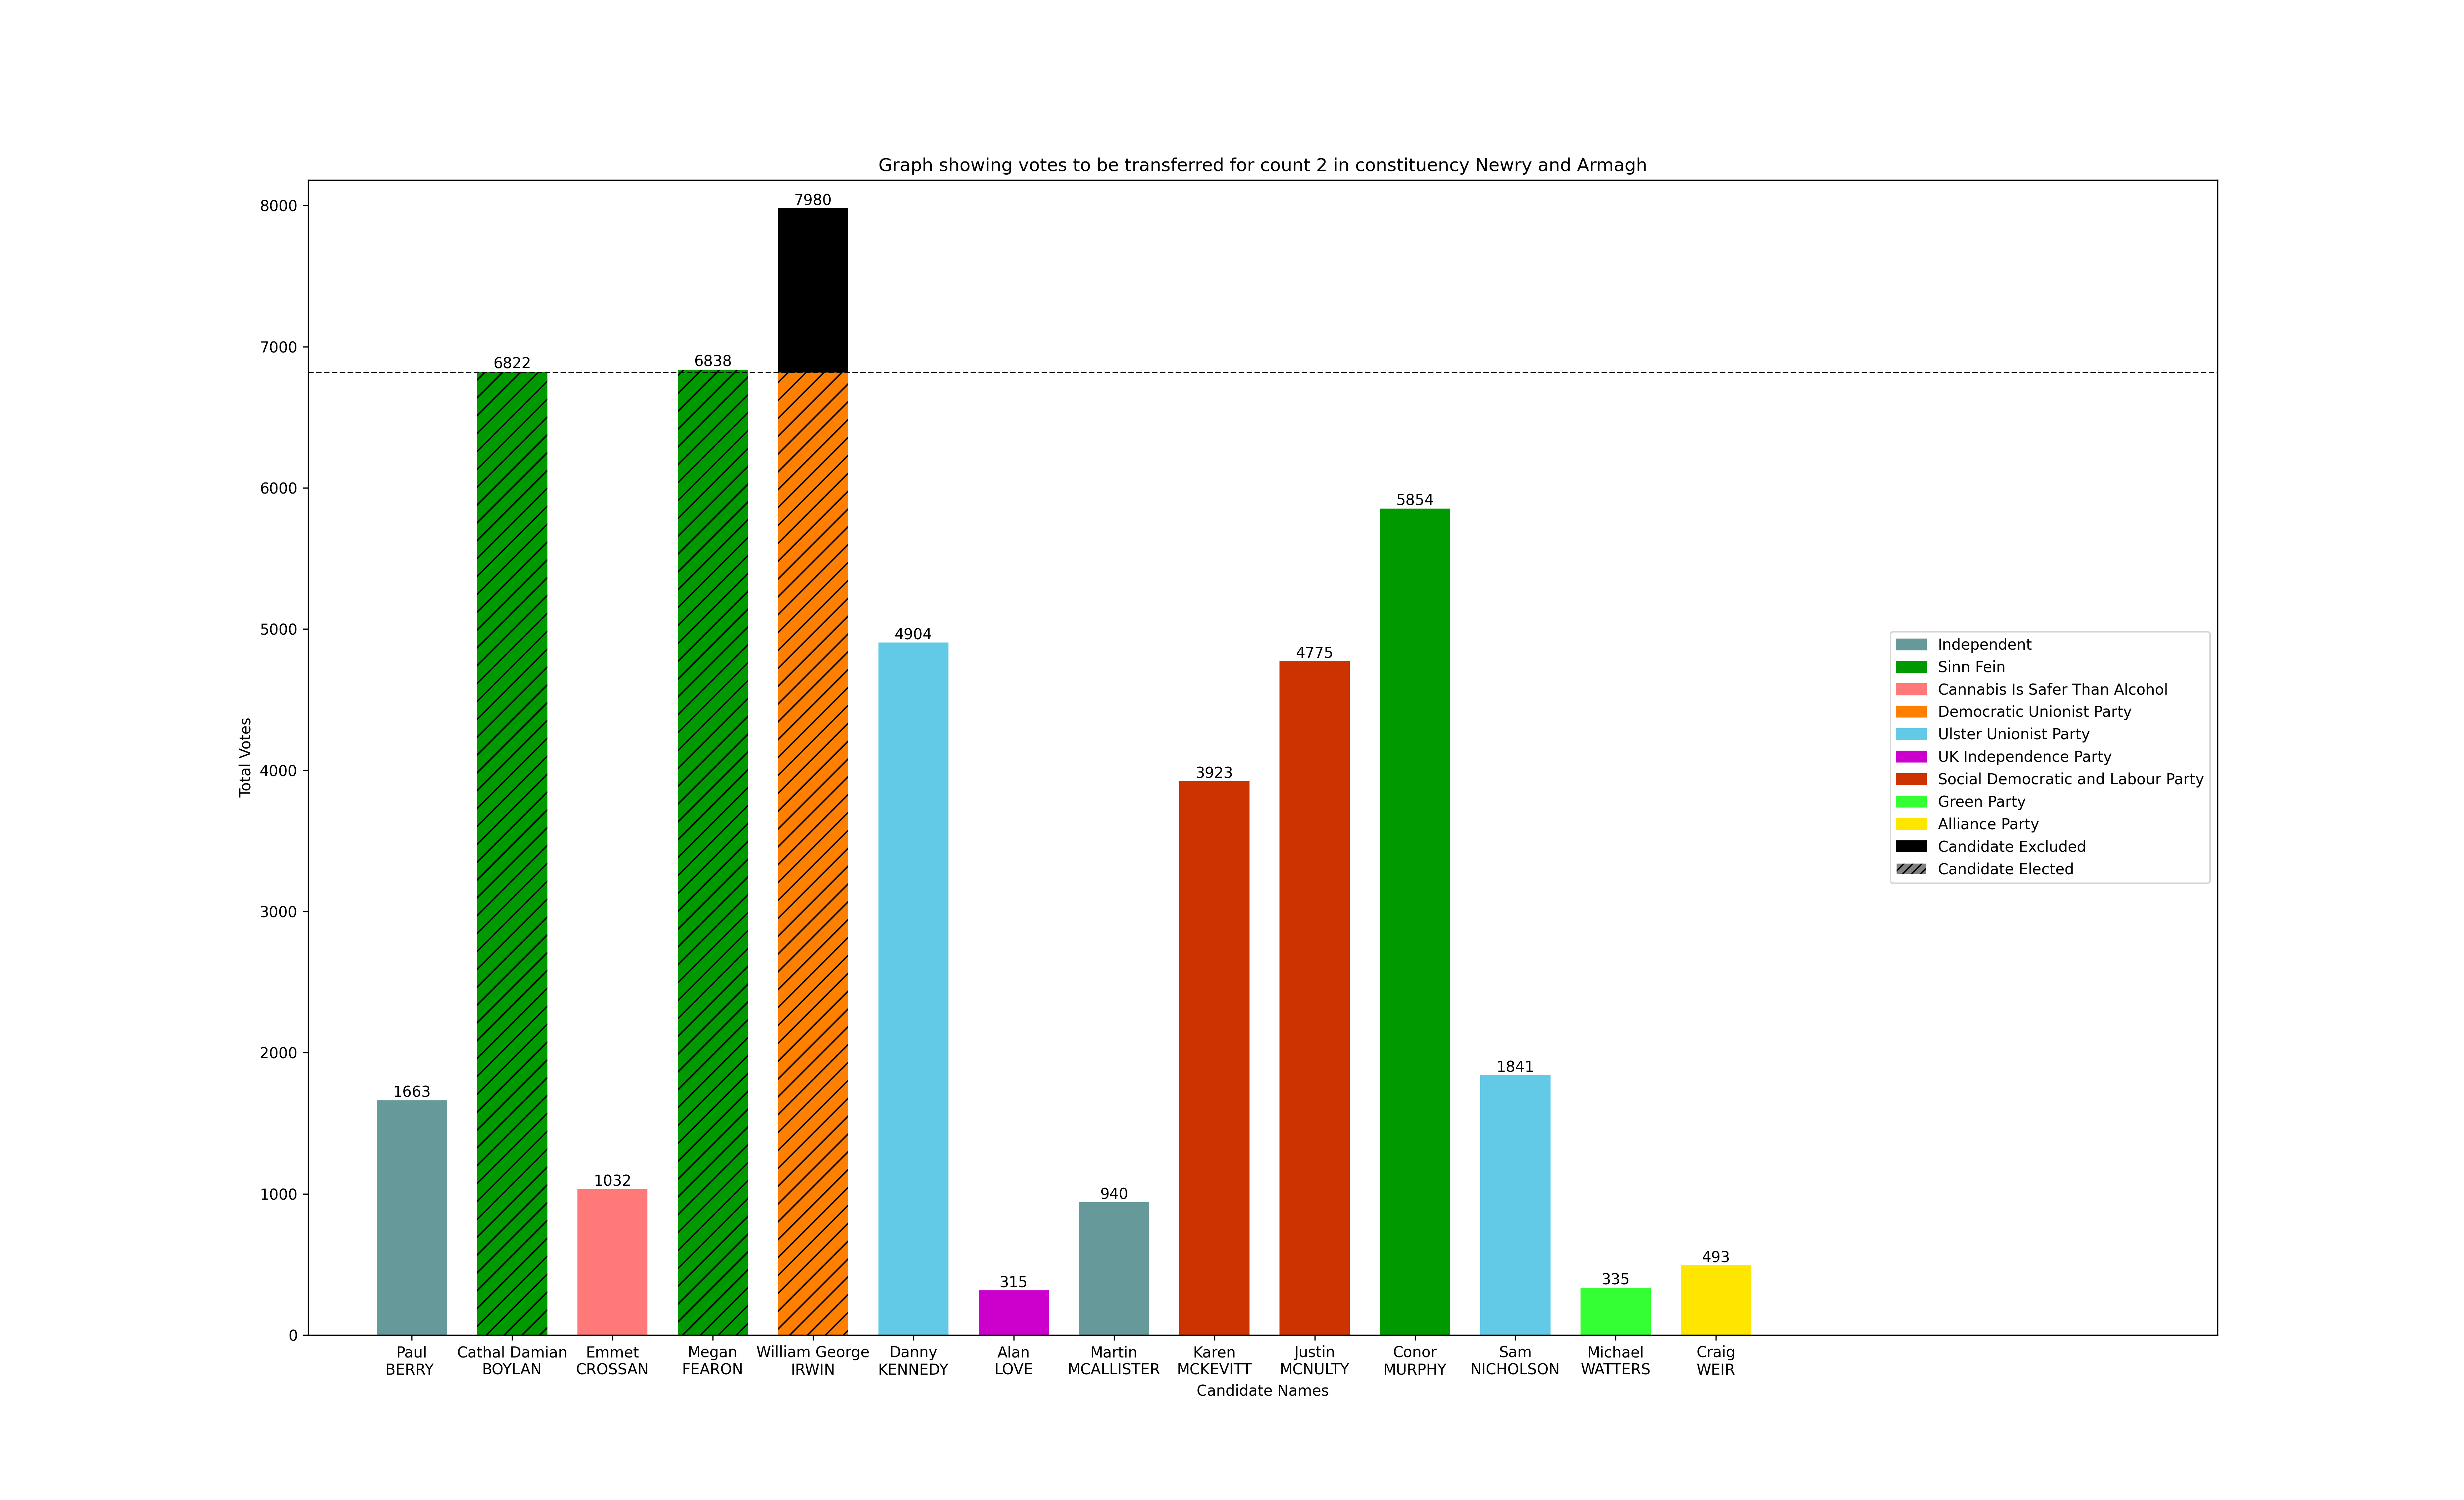 Graph showing votes to be transferred for count 2 in constituency Newry and Armagh
Total Votes
8000
7000
6000
5000
4000
3000
2000
1000
0
1663
6822
1032
6838
7980
4904
315
940
3923
4775
5854
1841
335
493
Paul
BERRY
Cathal Damian
BOYLAN
Emmet
CROSSAN
Megan
FEARON
William George
IRWIN
Danny
KENNEDY
Alan
LOVE
Martin
MCALLISTER
Karen
MCKEVITT
Justin
MCNULTY
Conor
MURPHY
Sam
NICHOLSON
Michael
WATTERS
Craig
WEIR
Candidate Names
Independent
Sinn Fein
Cannabis Is Safer Than Alcohol
Democratic Unionist Party
Ulster Unionist Party
UK Independence Party
Social Democratic and Labour Party
Green Party
Alliance Party
Candidate Excluded
Candidate Elected